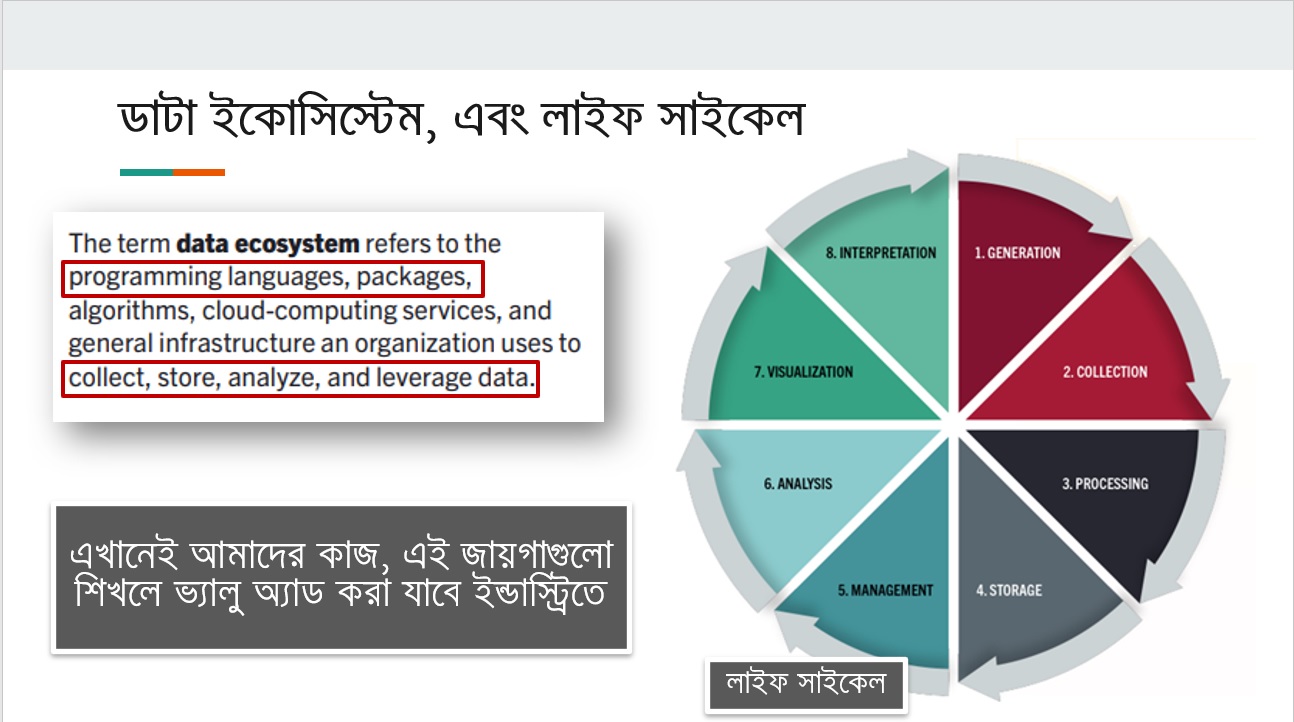 ডাটা ইকোসিস্টেম, এবং লাইফ সাইকেল
The term data ecosystem refers to the
programming languages, packages,
algorithms, cloud-computing services, and
general infrastructure an organization uses to
collect, store, analyze, and leverage data.
এখানেই আমাদের কাজ, এই জায়গাগুলো
শিখলে ভ্যালু অ্যাড করা যাবে ইন্ডাস্ট্রিতে
1. GENERATION
2. COLLECTION
3. PROCESSING
4. STORAGE
5. MANAGEMENT
6. ANALYSIS
7. VISUALIZATION
8. INTERPRETATION
লাইফ সাইকেল